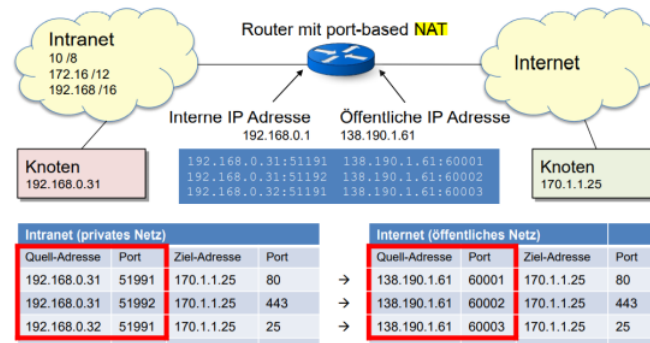 Router mit port-based NAT
Intranet
10 /8
172.16 /12
192.168 /16
Internet
Interne IP Adresse
192.168.0.1
Öffentliche IP Adresse
138.190.1.61
Knoten
192.168.0.31
192.168.0.31:51191 138.190.1.61:60001
192.168.0.31:51192 138.190.1.61:60002
192.168.0.32:51191 138.190.1.61:60003
Knoten
170.1.1.25
Intranet (privates Netz) Internet (öffentliches Netz)
Quell-Adresse Port Ziel-Adresse Port Quell-Adresse Port Ziel-Adresse Port
192.168.0.31 51991 170.1.1.25 80 → 138.190.1.61 60001 170.1.1.25 80
192.168.0.31 51992 170.1.1.25 443 → 138.190.1.61 60002 170.1.1.25 443
192.168.0.32 51991 170.1.1.25 25 → 138.190.1.61 60003 170.1.1.25 25